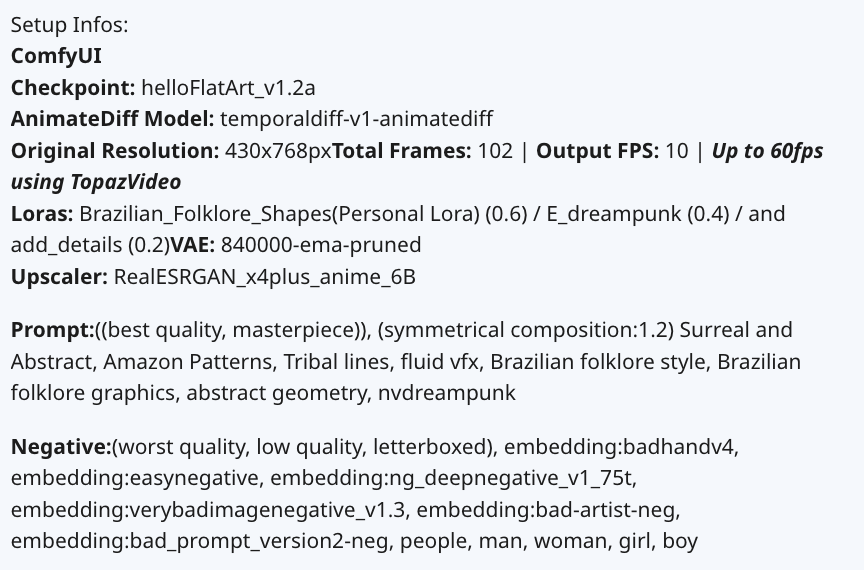 Setup Infos:
ComfyUI
Checkpoint: helloFlatArt_v1.2a
AnimateDiff Model: temporaldiff-v1-animatediff
Original Resolution: 430x768pxTotal Frames: 102 | Output FPS: 10 | Up to 60fps
using TopazVideo
Loras: Brazilian_Folklore_Shapes(Personal Lora) (0.6) / E_dreampunk (0.4) / and
add_details (0.2)VAE: 840000-ema-pruned
Upscaler: RealESRGAN_x4plus_anime_6B
Prompt:((best quality, masterpiece)), (symmetrical composition:1.2) Surreal and
Abstract, Amazon Patterns, Tribal lines, fluid vfx, Brazilian folklore style, Brazilian
folklore graphics, abstract geometry, nvdreampunk
Negative:(worst quality, low quality, letterboxed), embedding:badhandv4,
embedding:easynegative, embedding:ng_deepnegative_v1_75t,
embedding:verybadimagenegative_v1.3, embedding:bad-artist-neg,
embedding:bad_prompt_version2-neg, people, man, woman, girl, boy